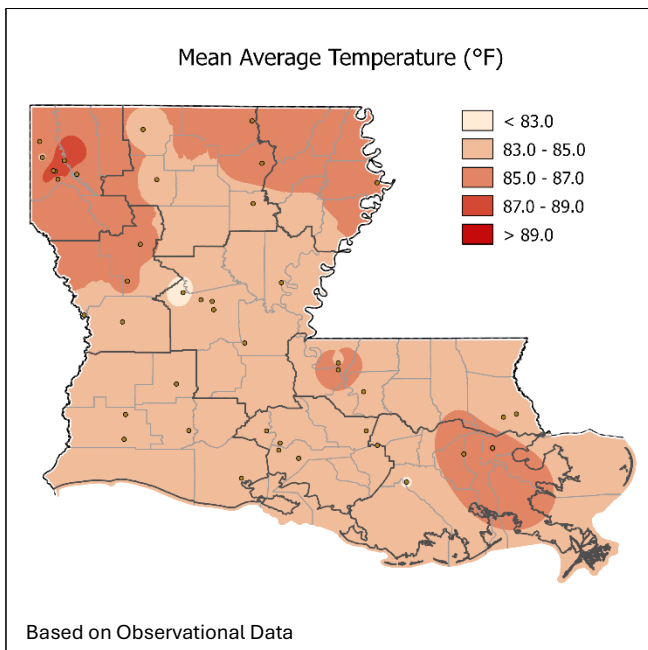 Mean Average Temperature (°F)
< 83.0
83.0 - 85.0
85.0 - 87.0
87.0 - 89.0
> 89.0
Based on Observational Data